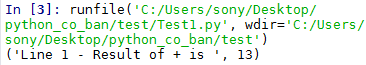 In [3]: runfile('C:/Users/sony/Desktop/
python_co_ban/test/Test1.py', wdir='C:/Users/
sony/Desktop/python_co_ban/test')
('Line 1 - Result of + is ', 13)